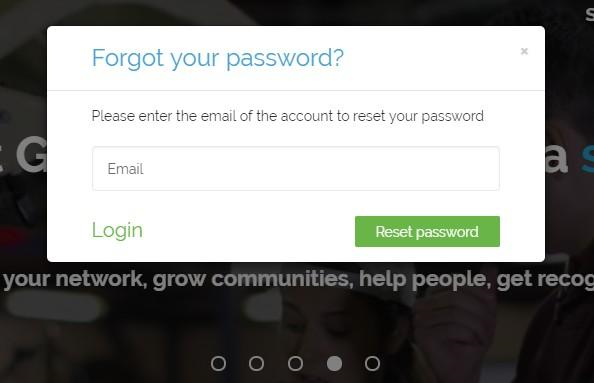 Forgot your password?
×
Please enter the email of the account to reset your password
Email
Login
Reset password
a s
your network, grow communities, help people, get recog